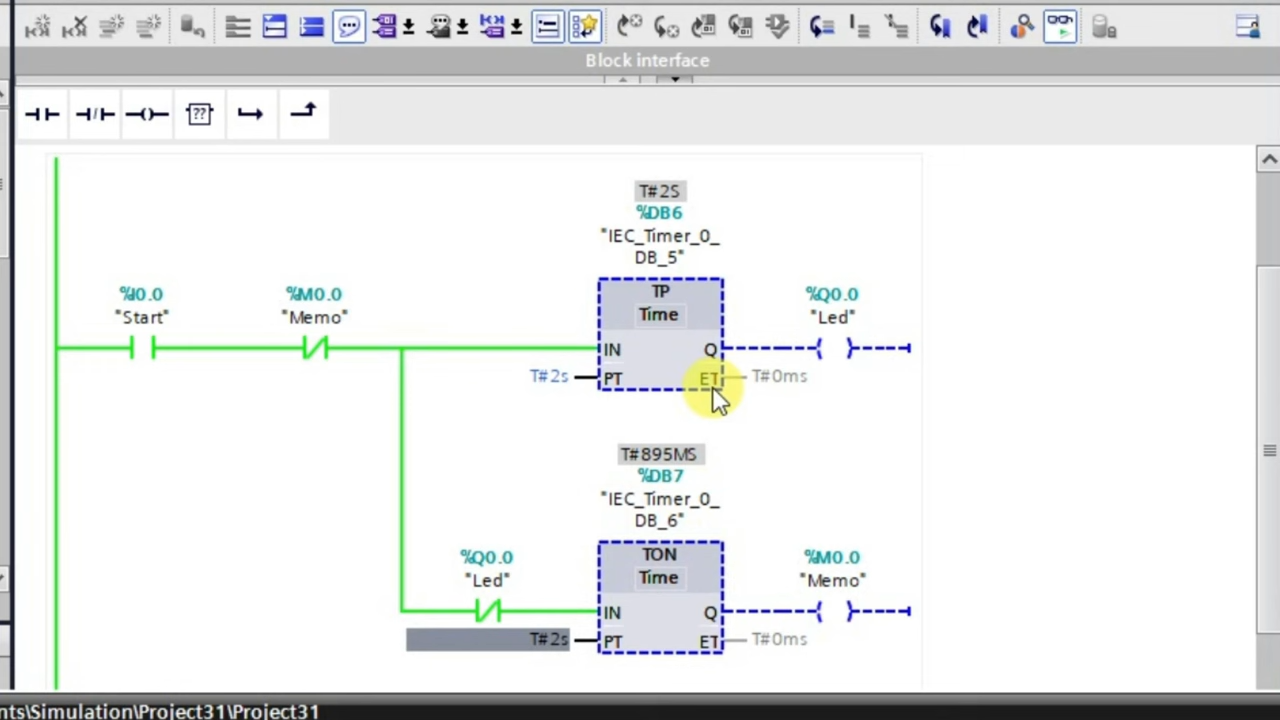 Block interface
??
T#2S
%DB6
"IEC_Timer_0_
DB_5"
%I0.0
"Start"
%M0.0
"Memo"
TP
Time
%Q0.0
"Led"
IN
Q
T#2s
PT
ET
T#0ms
T#895MS
%DB7
"IEC_Timer_0_
DB_6"
%Q0.0
"Led"
TON
Time
%M0.0
"Memo"
IN
Q
T#2s
PT
ET
T#0ms
nts\Simulation\Project31\Project31